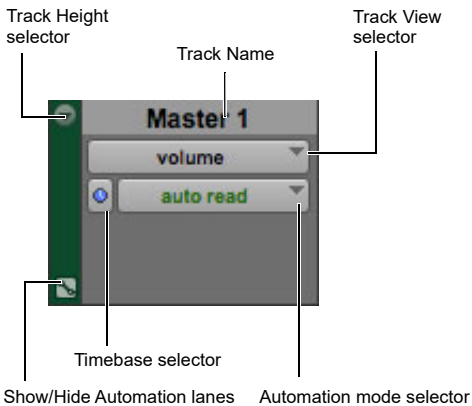 Track Height
selector
Track View
selector
Track Name
Master 1
volume
auto read
Timebase selector
Show/Hide Automation lanes
Automation mode selector